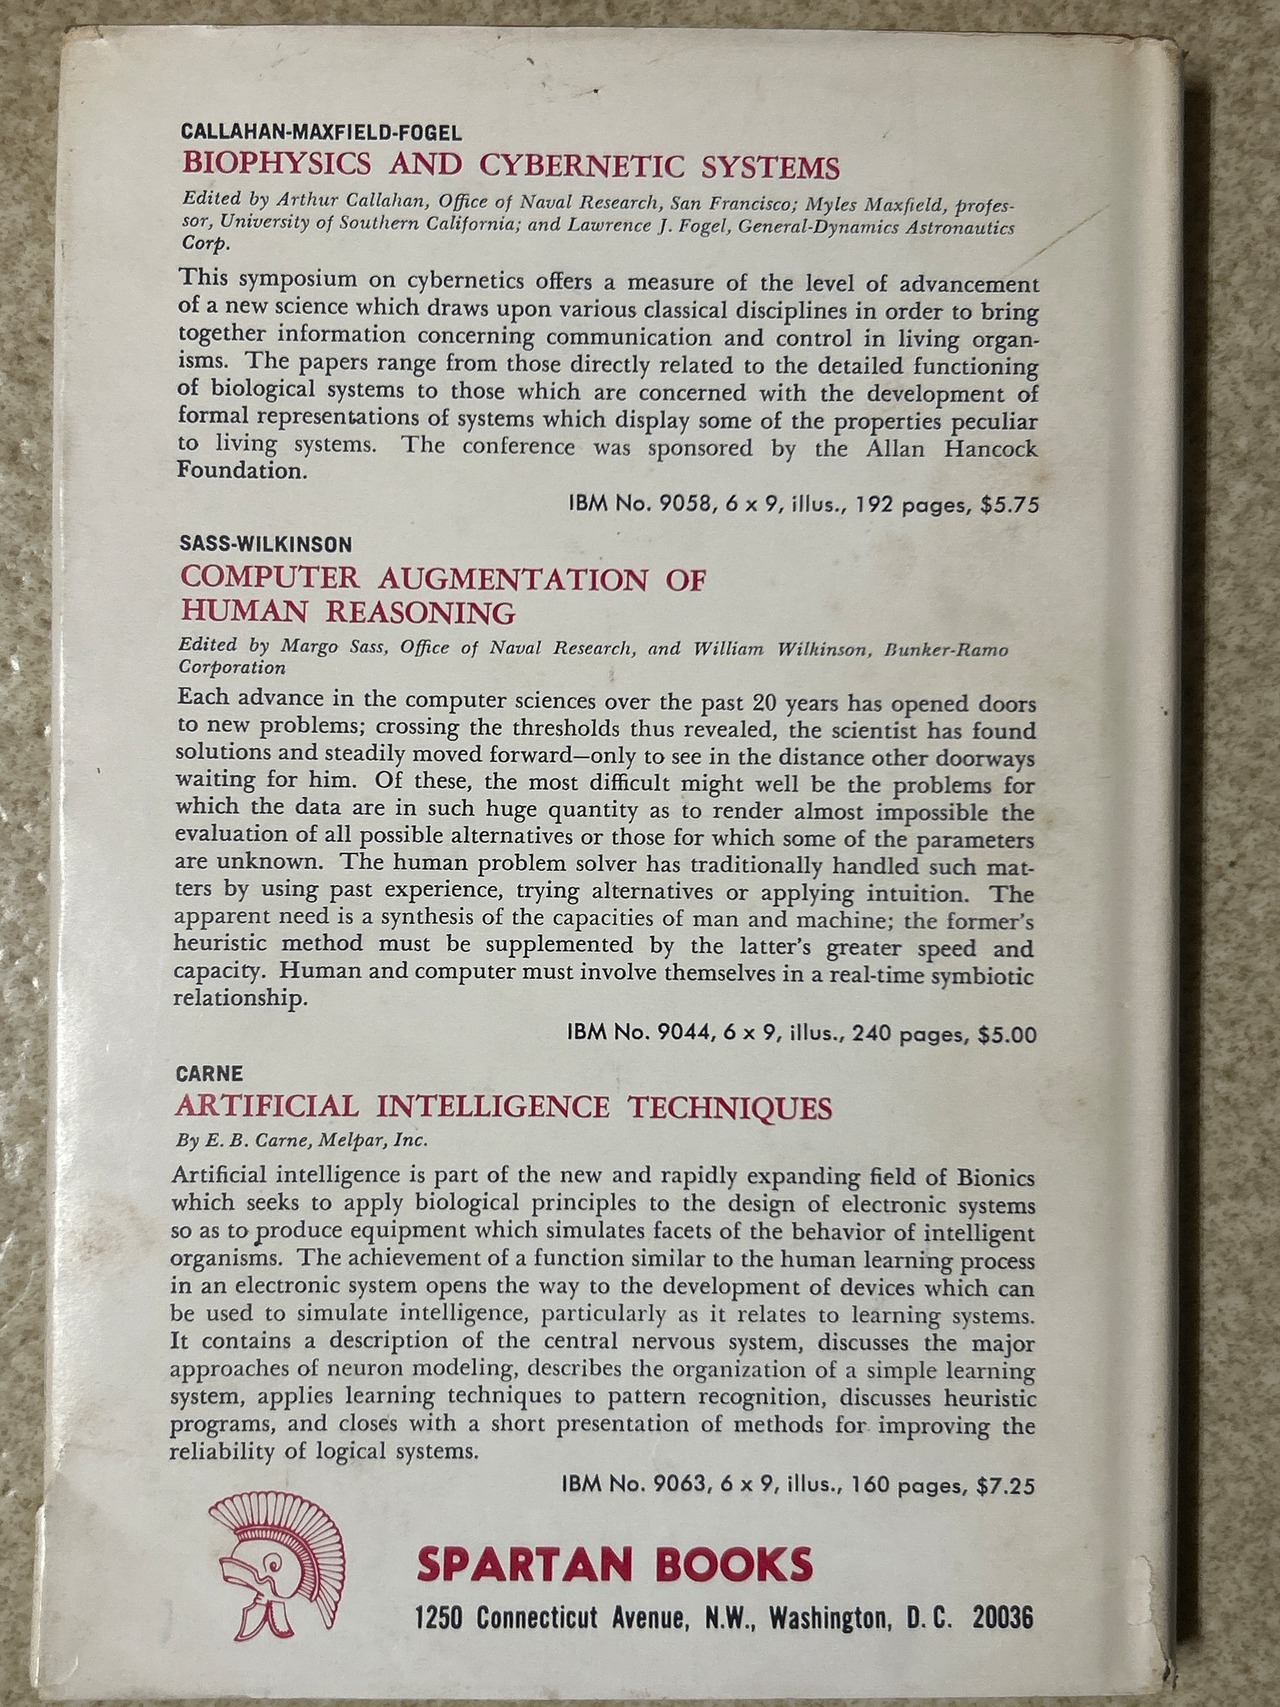 CALLAHAN-MAXFIELD-FOGEL
BIOPHYSICS AND CYBERNETIC SYSTEMS
Edited by Arthur Callahan, Office of Naval Research, San Francisco; Myles Maxfield, profes-
sor, University of Southern California; and Lawrence J. Fogel, General-Dynamics Astronautics
Corp.
This symposium on cybernetics offers a measure of the level of advancement
of a new science which draws upon various classical disciplines in order to bring
together information concerning communication and control in living organ-
isms. The papers range from those directly related to the detailed functioning
of biological systems to those which are concerned with the development of
formal representations of systems which display some of the properties peculiar
to living systems. The conference was sponsored by the Allan Hancock
Foundation.
IBM No. 9058, 6 x 9, illus., 192 pages, $5.75
SASS-WILKINSON
COMPUTER AUGMENTATION OF
HUMAN REASONING
Edited by Margo Sass, Office of Naval Research, and William Wilkinson, Bunker-Ramo
Corporation
Each advance in the computer sciences over the past 20 years has opened doors
to new problems; crossing the thresholds thus revealed, the scientist has found
solutions and steadily moved forward—only to see in the distance other doorways
waiting for him. Of these, the most difficult might well be the problems for
which the data are in such huge quantity as to render almost impossible the
evaluation of all possible alternatives or those for which some of the parameters
are unknown. The human problem solver has traditionally handled such mat-
ters by using past experience, trying alternatives or applying intuition. The
apparent need is a synthesis of the capacities of man and machine; the former's
heuristic method must be supplemented by the latter's greater speed and
capacity. Human and computer must involve themselves in a real-time symbiotic
relationship.
IBM No. 9044, 6 x 9, illus., 240 pages, $5.00
CARNE
ARTIFICIAL INTELLIGENCE TECHNIQUES
By E. B. Carne, Melpar, Inc.
Artificial intelligence is part of the new and rapidly expanding field of Bionics
which seeks to apply biological principles to the design of electronic systems
so as to produce equipment which simulates facets of the behavior of intelligent
organisms. The achievement of a function similar to the human learning process
in an electronic system opens the way to the development of devices which can
be used to simulate intelligence, particularly as it relates to learning systems.
It contains a description of the central nervous system, discusses the major
approaches of neuron modeling, describes the organization of a simple learning
system, applies learning techniques to pattern recognition, discusses heuristic
programs, and closes with a short presentation of methods for improving the
reliability of logical systems.
IBM No. 9063, 6 x 9, illus., 160 pages, $7.25
SPARTAN BOOKS
1250 Connecticut Avenue, N.W., Washington, D. C. 20036